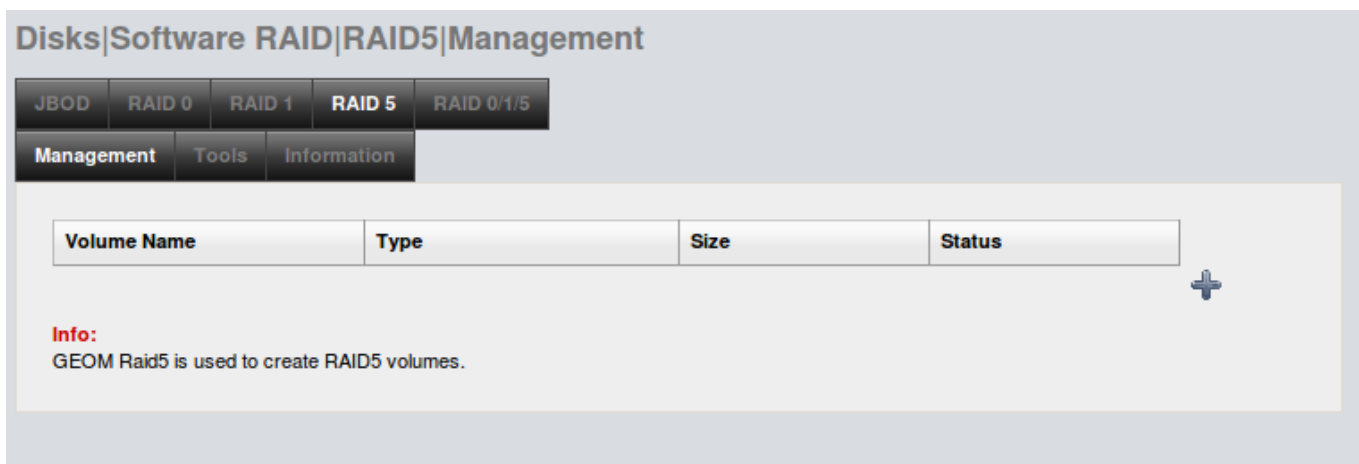 Disks|Software RAID|RAID5|Management
JBOD RAID 0 RAID 1 RAID 5 RAID 0/1/5
Management Tools Information
Volume Name Type Size Status
Info:
GEOM Raid5 is used to create RAID5 volumes.